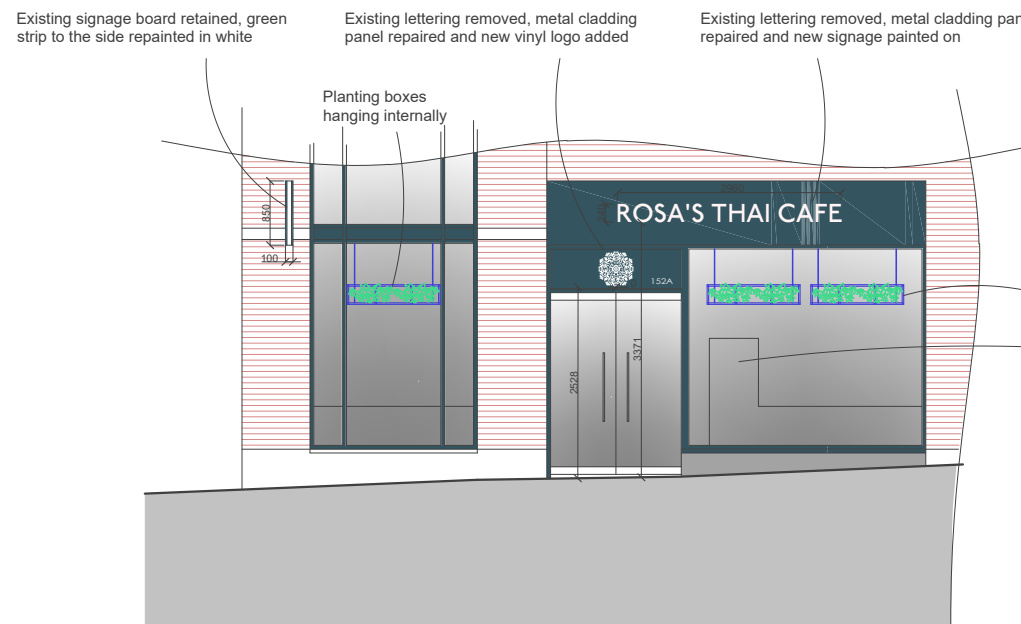 Existing signage board retained, green
strip to the side repainted in white
Existing lettering removed, metal cladding
panel repaired and new vinyl logo added
Existing lettering removed, metal cladding
repaired and new signage painted on
Planting boxes
hanging internally
850
100
2980
ROSA'S THAI CAFE
152A
3371
2528